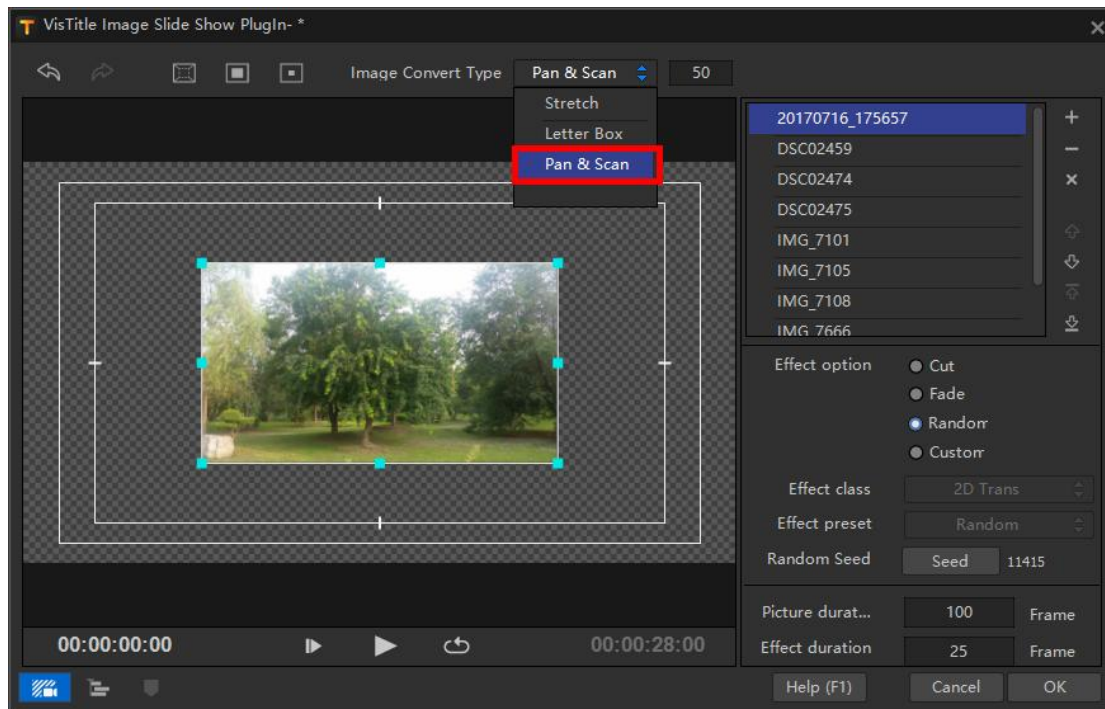 VisTitle Image Slide Show PlugIn- *
Image Convert Type Pan & Scan 50
Stretch
Letter Box
Pan & Scan
20170716_175657
DSC02459
DSC02474
DSC02475
IMG_7101
IMG_7105
IMG_7108
IMG_7666
Effect option
Cut
Fade
Random
Custom
Effect class 2D Trans
Effect preset Random
Random Seed Seed 11415
Picture durat... 100 Frame
Effect duration 25 Frame
00:00:00:00 00:00:28:00
Help (F1) Cancel OK